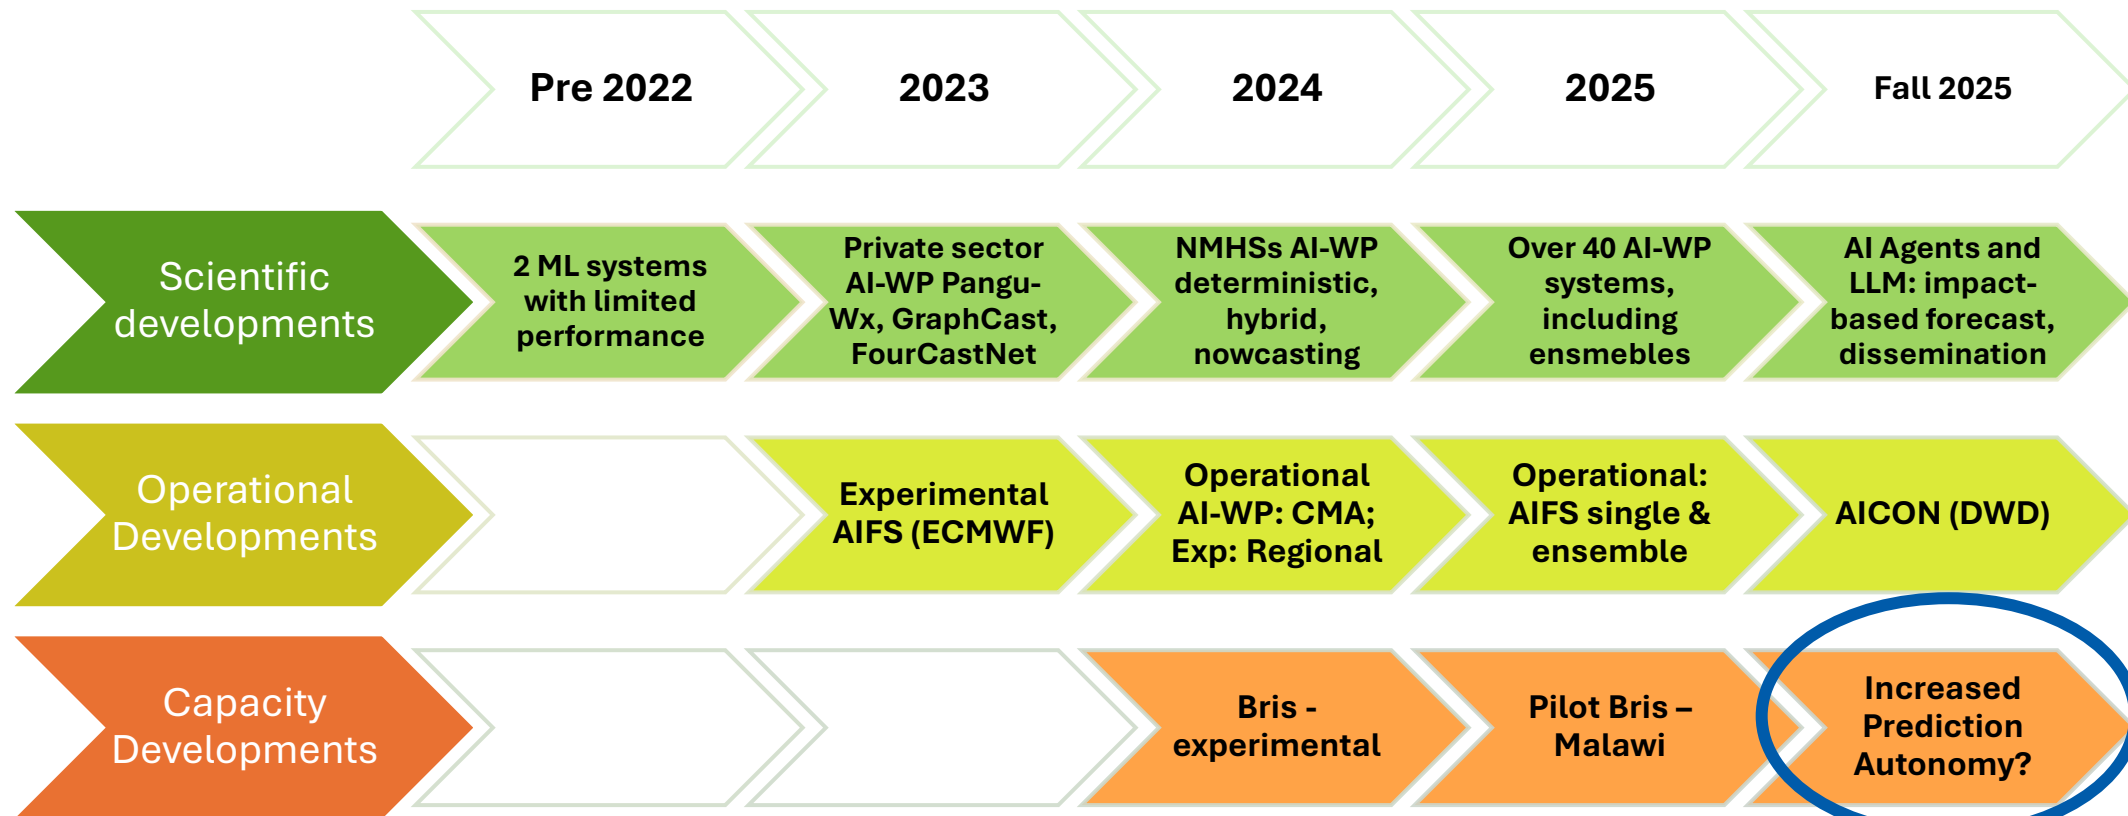 Pre 2022
2023
2024
2025
Fall 2025
Scientific
developments
2 ML systems
with limited
performance
Private sector
AI-WP Pangu-
Wx, GraphCast,
FourCastNet
NMHSs AI-WP
deterministic,
hybrid,
nowcasting
Over 40 AI-WP
systems,
including
ensmebles
AI Agents and
LLM: impact-
based forecast,
dissemination
Operational
Developments
Experimental
AIFS (ECMWF)
Operational
AI-WP: CMA;
Exp: Regional
Operational:
AIFS single &
ensemble
AICON (DWD)
Capacity
Developments
Bris -
experimental
Pilot Bris –
Malawi
Increased
Prediction
Autonomy?